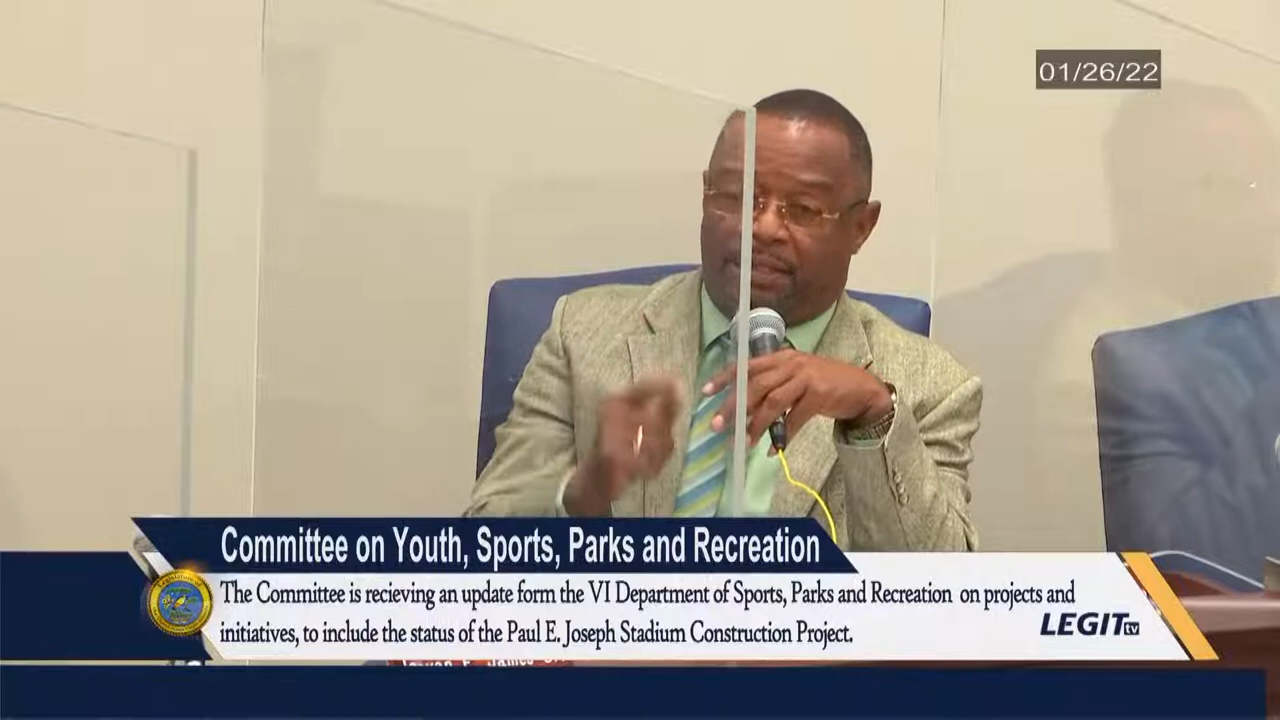 01/26/22
Committee on Youth, Sports, Parks and Recreation
The Committee is recieving an update form the VI Department of Sports, Parks and Recreation on projects and
initiatives, to include the status of the Paul E. Joseph Stadium Construction Project.
LEGITtv